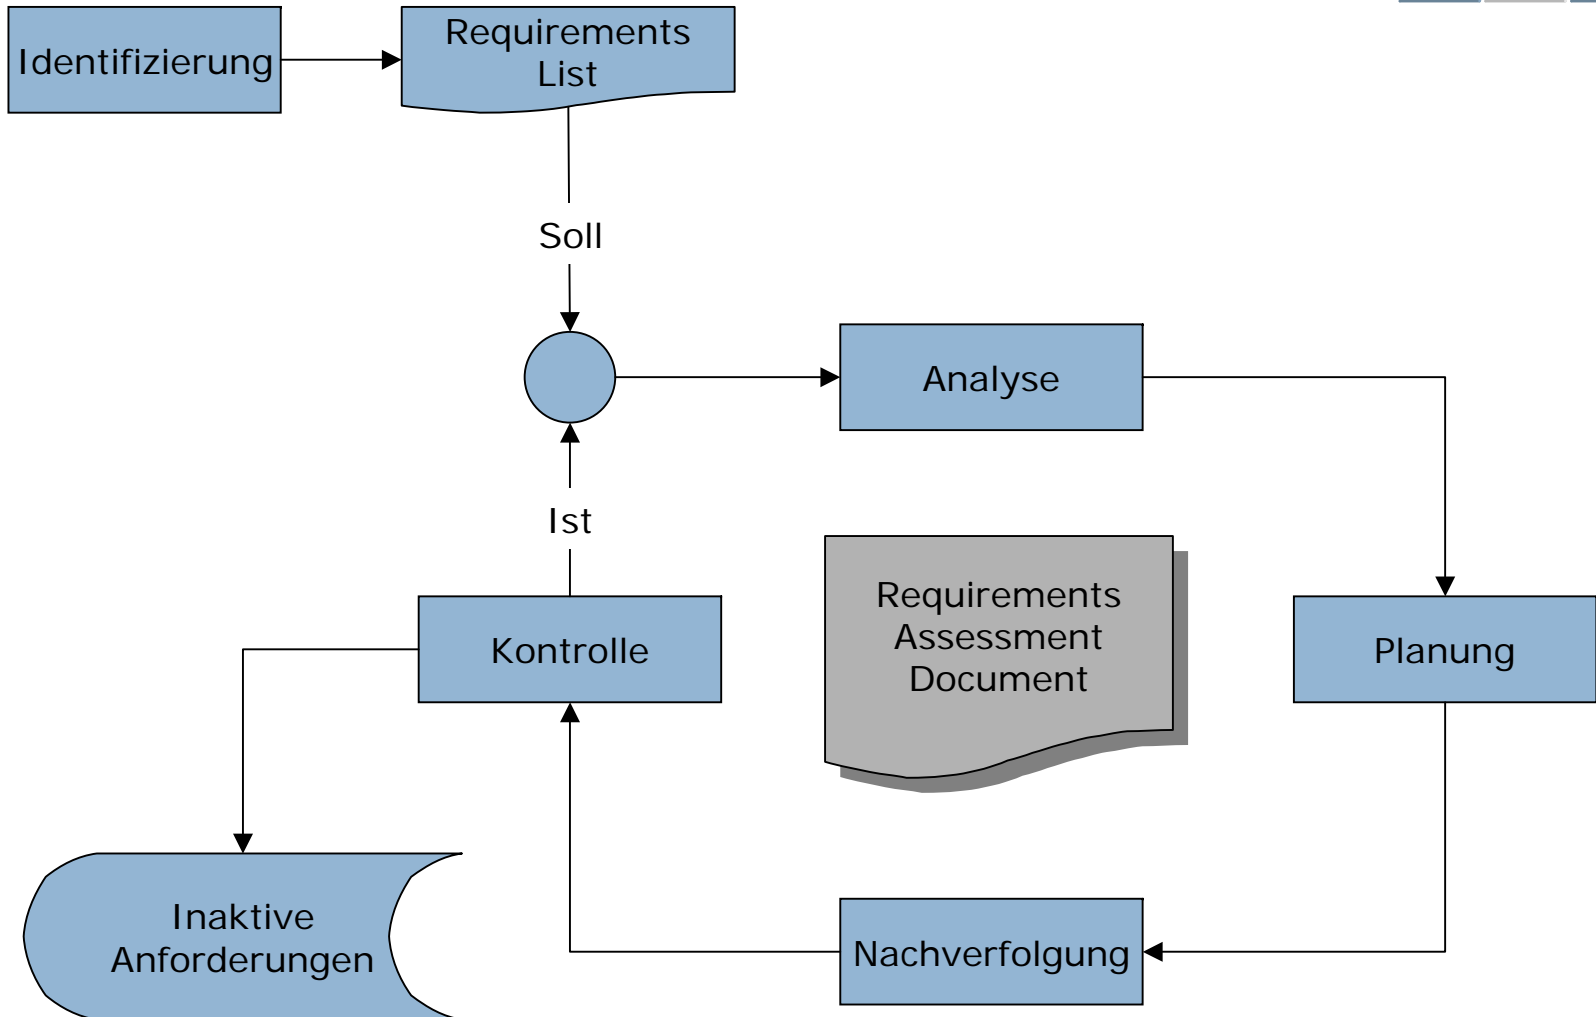 Identifizierung
Requirements
List
Soll
Analyse
Ist
Requirements
Assessment
Document
Kontrolle
Planung
Inaktive
Anforderungen
Nachverfolgung